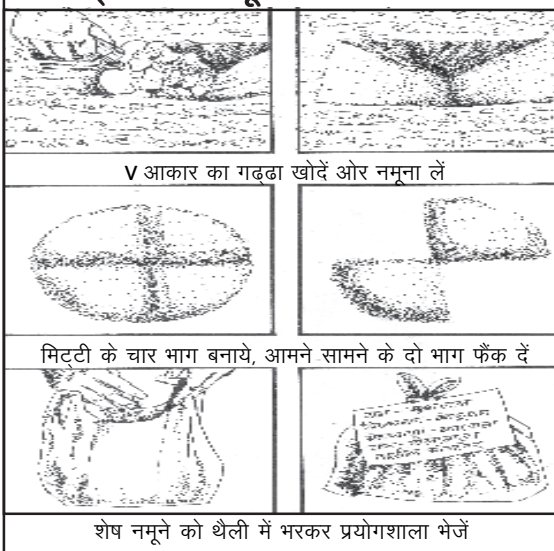 V आकार का गढ्ढा खोदें ओर नमूना लें
मिट्टी के चार भाग बनाये, आमने सामने के दो भाग फैंक दें
शेष नमूने को थैली में भरकर प्रयोगशाला भेजें